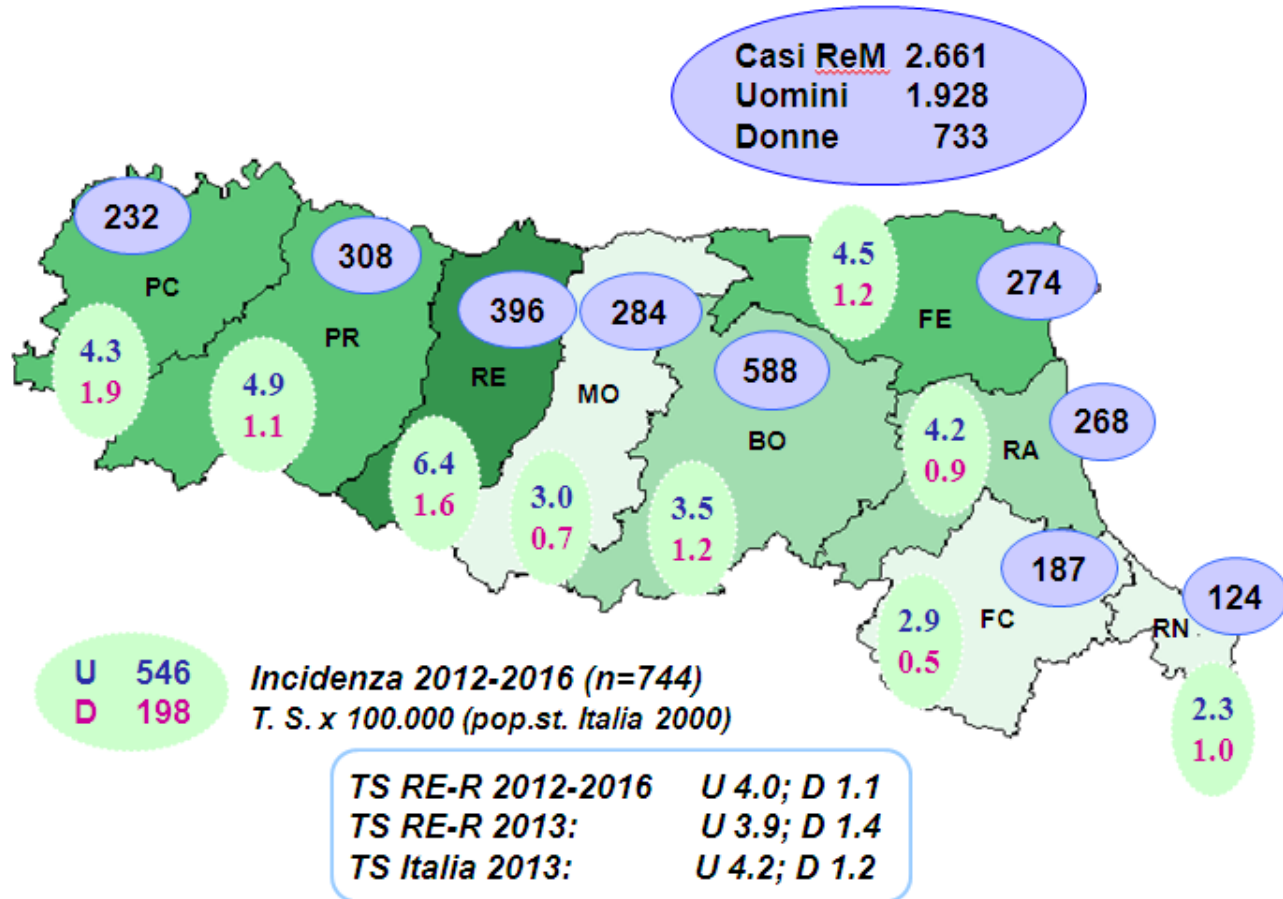 Casi ReM 2.661
Uomini 1.928
Donne 733
232
PC
4.3
1.9
308
PR
4.9
1.1
396
RE
6.4
1.6
284
MO
3.0
0.7
588
BO
3.5
1.2
4.5
1.2
274
FE
4.2
0.9
RA
268
187
FC
2.9
0.5
124
RN
2.3
1.0
U 546
D 198
Incidenza 2012-2016 (n=744)
T. S. x 100.000 (pop.st. Italia 2000)
TS RE-R 2012-2016 U 4.0; D 1.1
TS RE-R 2013: U 3.9; D 1.4
TS Italia 2013: U 4.2; D 1.2